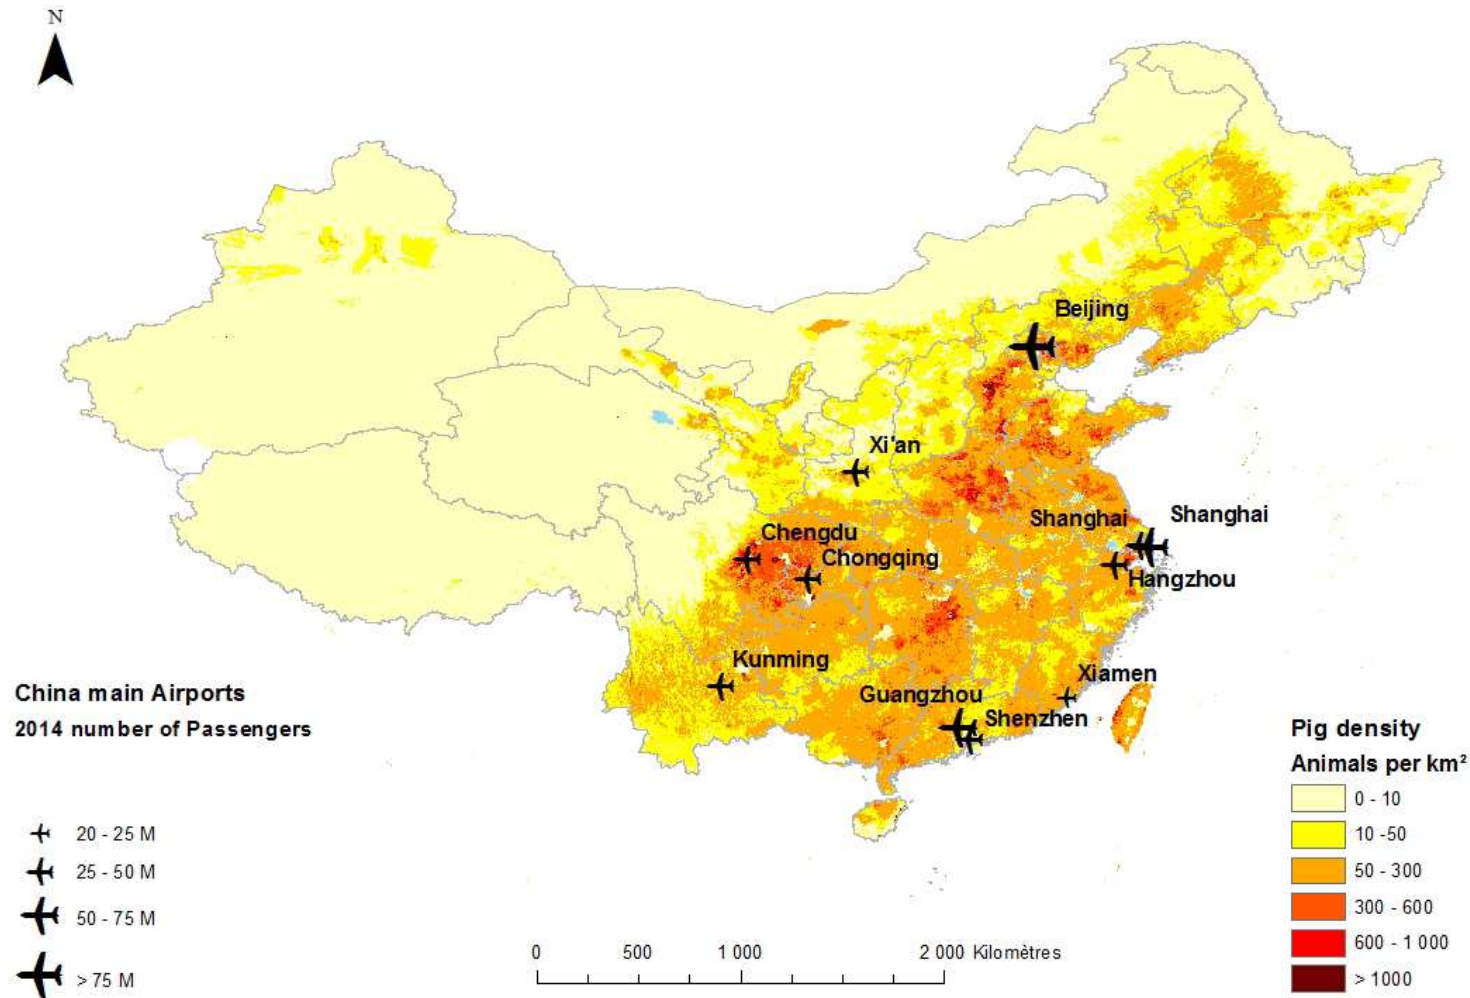 N
Beijing
Xi'an
Shanghai
Shanghai
Chengdu
Chongqing
Hangzhou
Kunming
Xiamen
Guangzhou
Shenzhen
China main Airports
2014 number of Passengers
20 - 25 M
25 - 50 M
50 - 75 M
> 75 M
0 500 1 000 2 000 Kilomètres
Pig density
Animals per km²
0 - 10
10 -50
50 - 300
300 - 600
600 - 1 000
> 1000